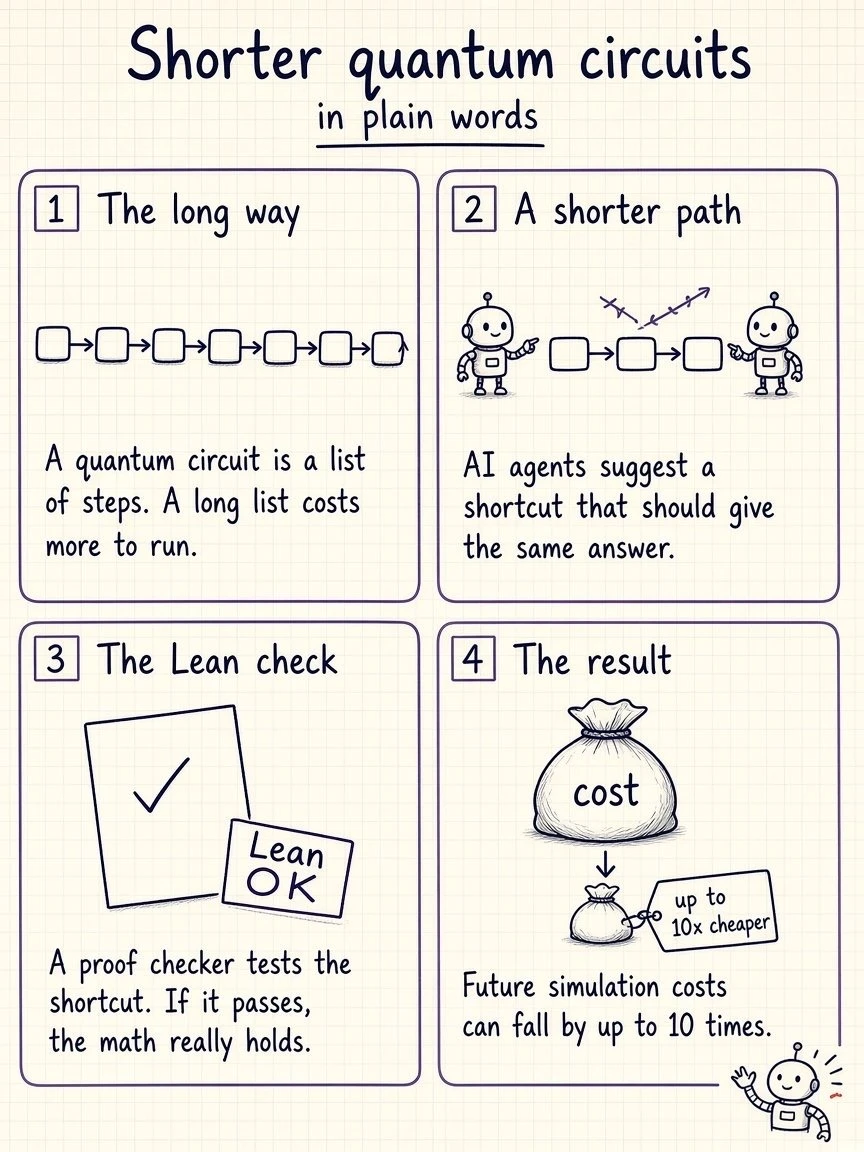 Shorter quantum circuits
in plain words
1 The long way
A quantum circuit is a list
of steps. A long list costs
more to run.
2 A shorter path
AI agents suggest a
shortcut that should give
the same answer.
3 The Lean check
Lean
OK
A proof checker tests the
shortcut. If it passes,
the math really holds.
4 The result
cost
up to
10x cheaper
Future simulation costs
can fall by up to 10 times.